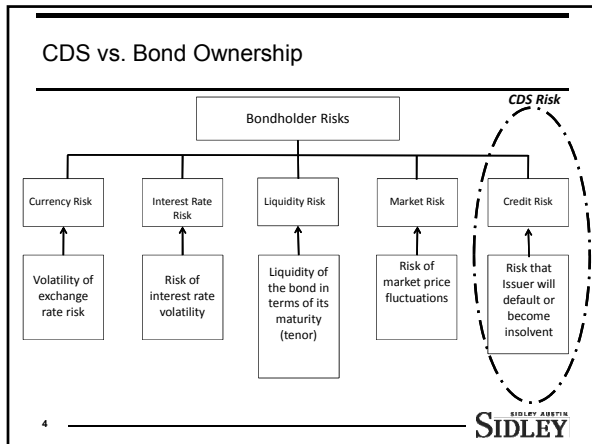 CDS vs. Bond Ownership
CDS Risk
Bondholder Risks
Currency Risk
Interest Rate
Risk
Liquidity Risk
Market Risk
Credit Risk
Volatility of
exchange
rate risk
Risk of
interest rate
volatility
Liquidity of
the bond in
terms of its
maturity
(tenor)
Risk of
market price
fluctuations
Risk that
Issuer will
default or
become
insolvent
4
SIDLEY AUSTIN
SIDLEY